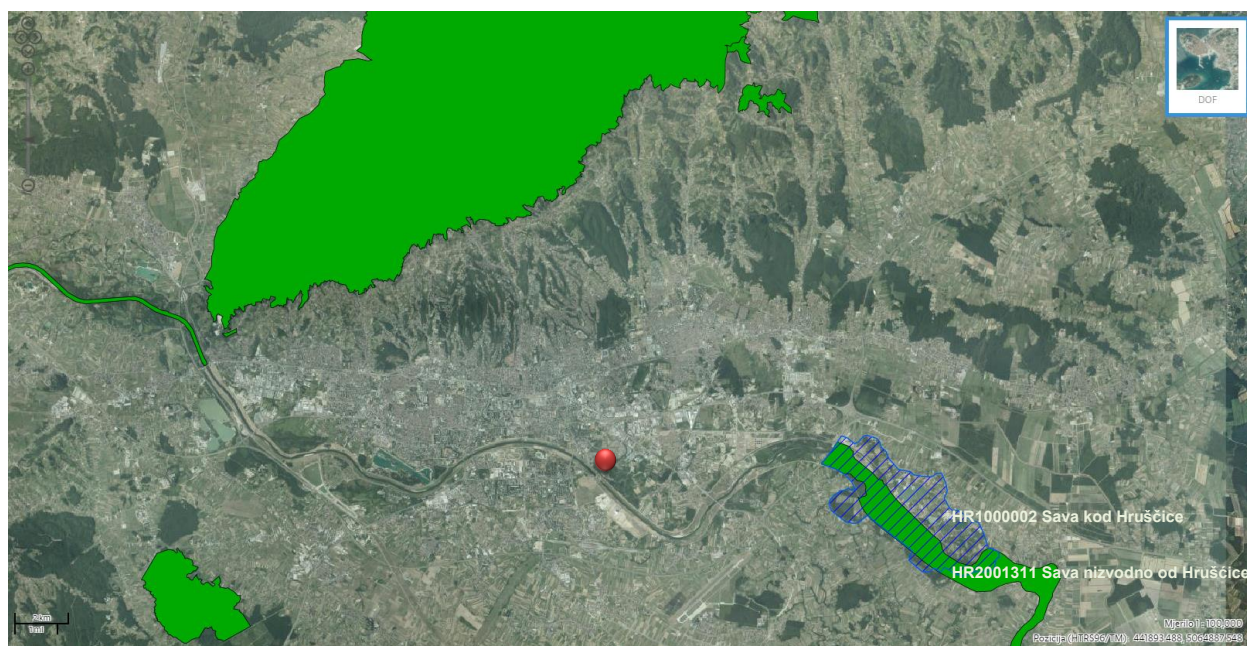 DOF
HR1000002 Sava kod Hruščice
HR2001311 Sava nizvodno od Hruščice
2km
1mi
Mjerilo 1 : 100,000
Pozicija (HTRS96/TM): 441893.488, 5064887.548